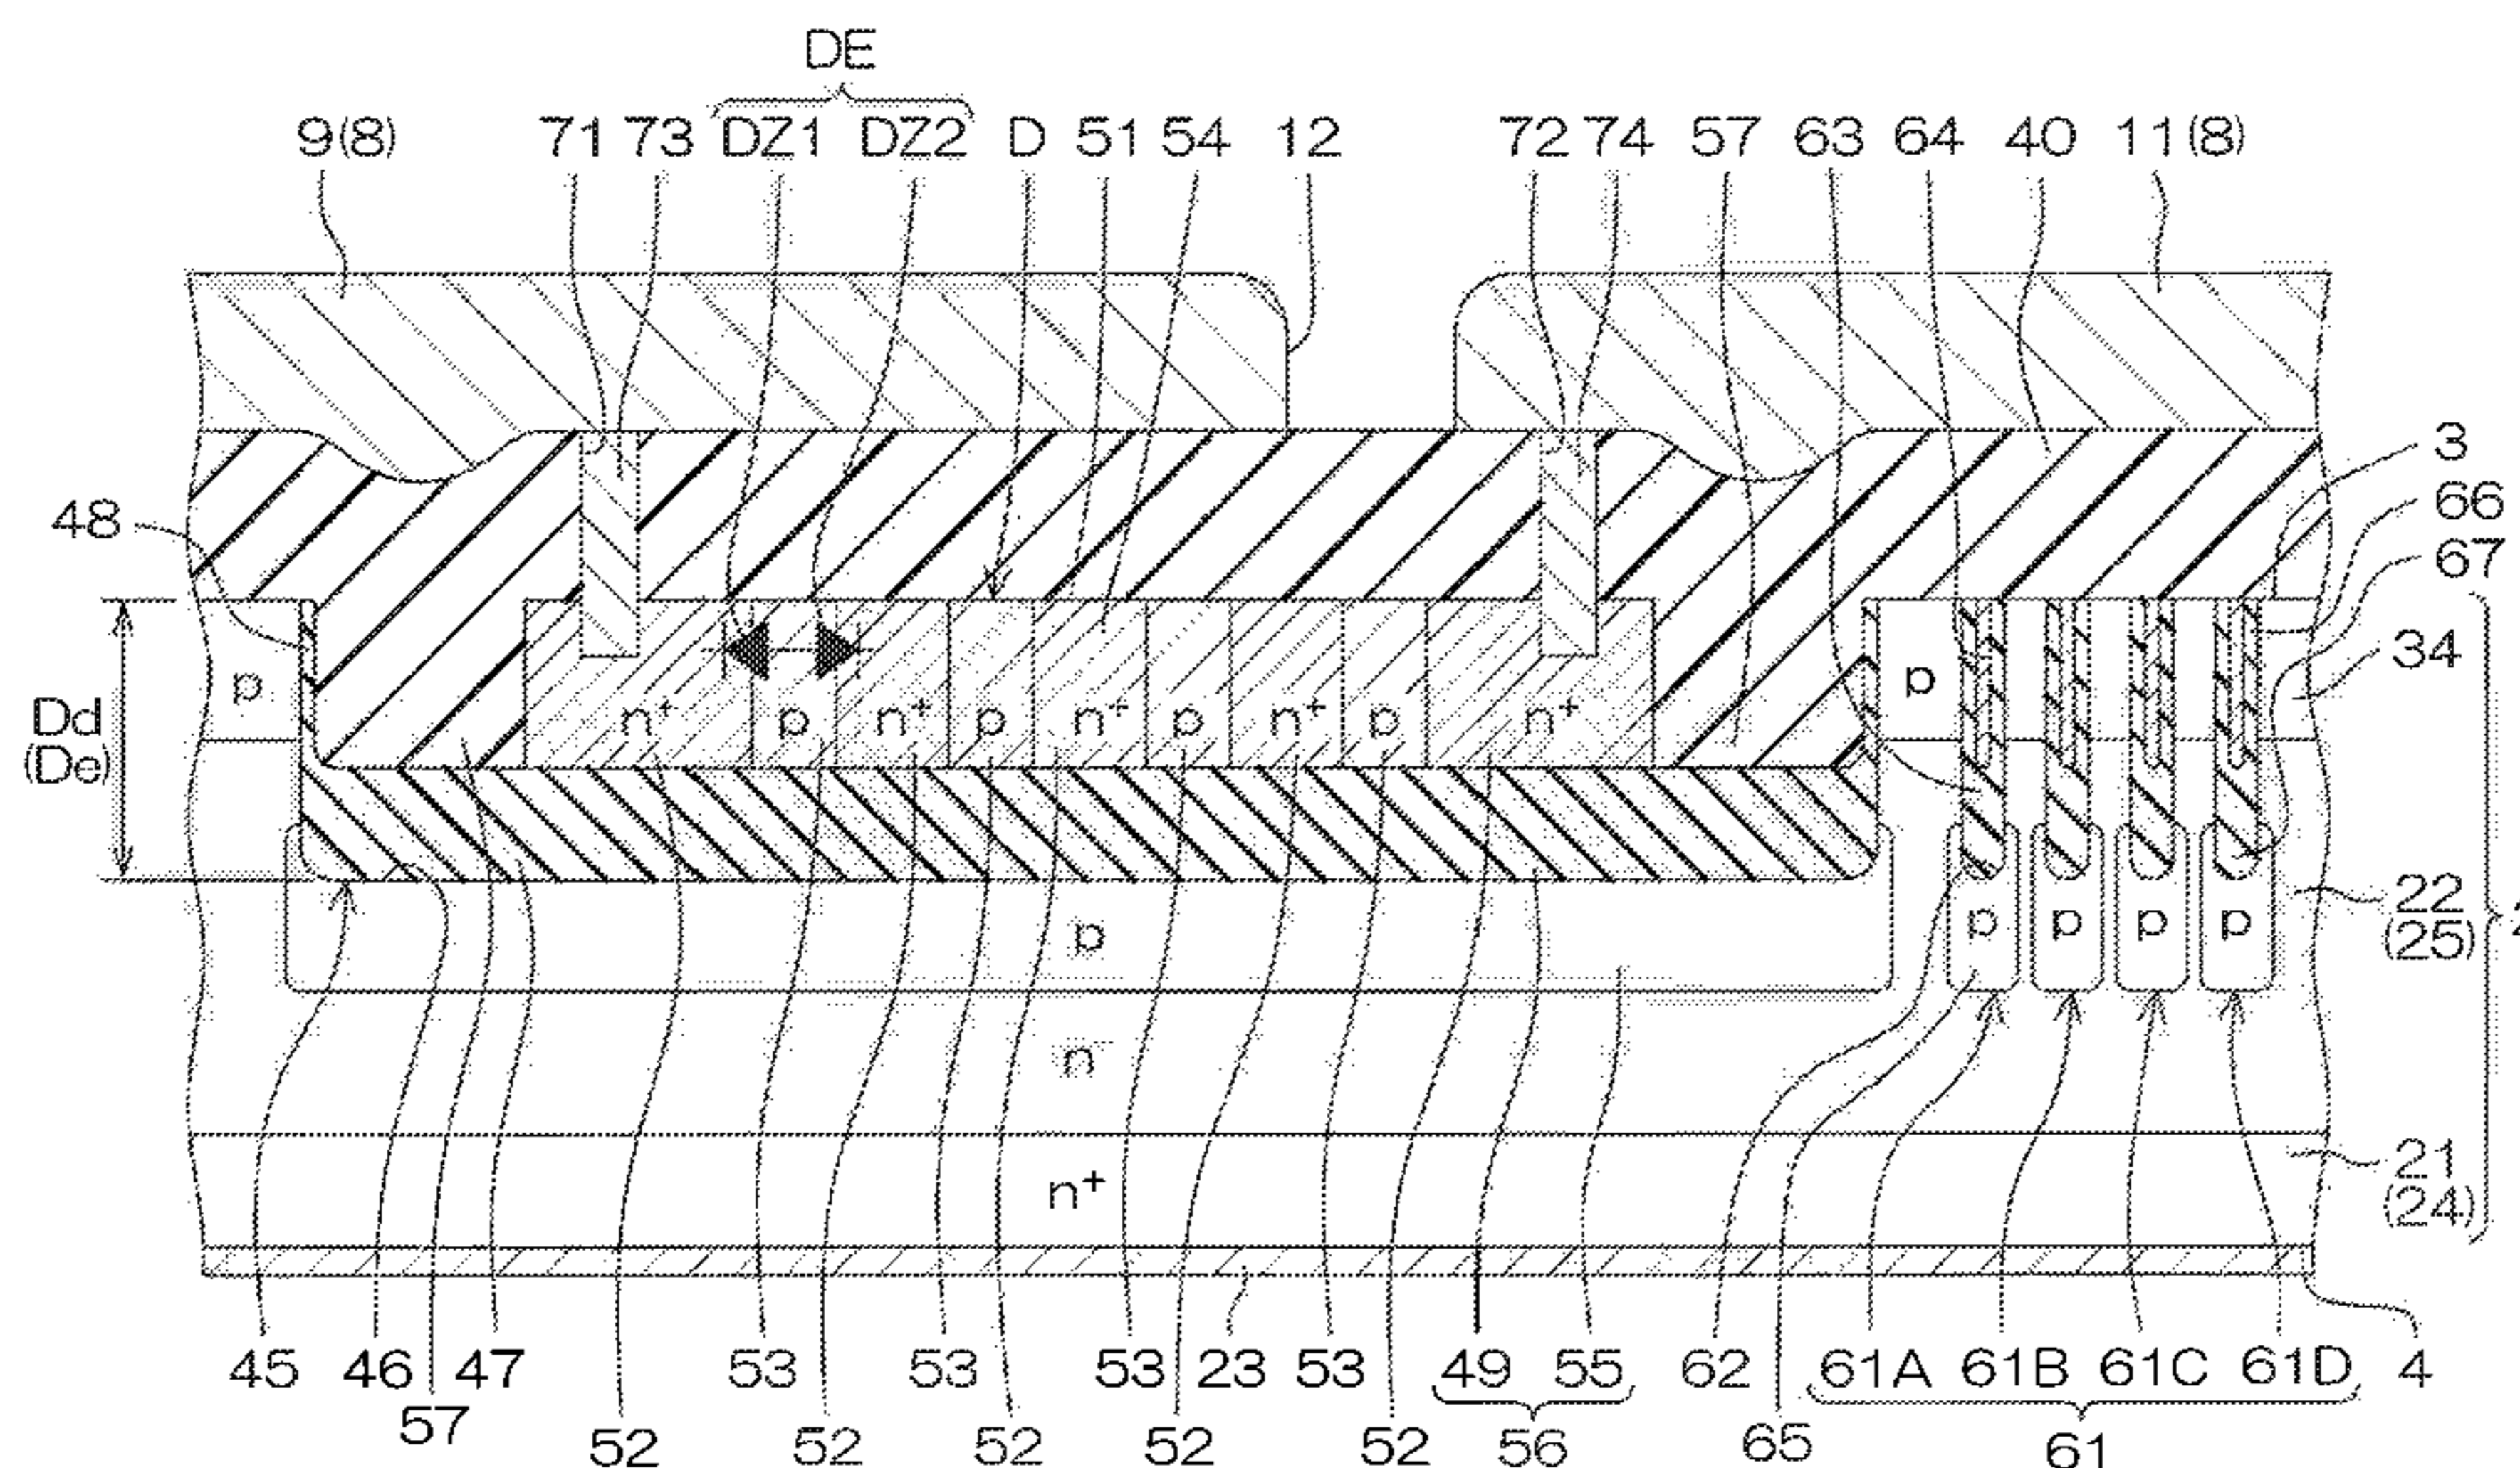 DE
9(8) 71 73 DZ1 DZ2 D 51 54 12 72 74 57 63 64 40 11(8)
3
66
48
67
34
p p
Dd
(De)
n+ p n+ p n+ p n+ p n+
22
(25)
2
p p p p p
n-
21
(24)
n+
45 46 47 53 53 53 23 53 49 55 62 61A 61B 61C 61D 4
57 52 52 52 52 52 56 65 61